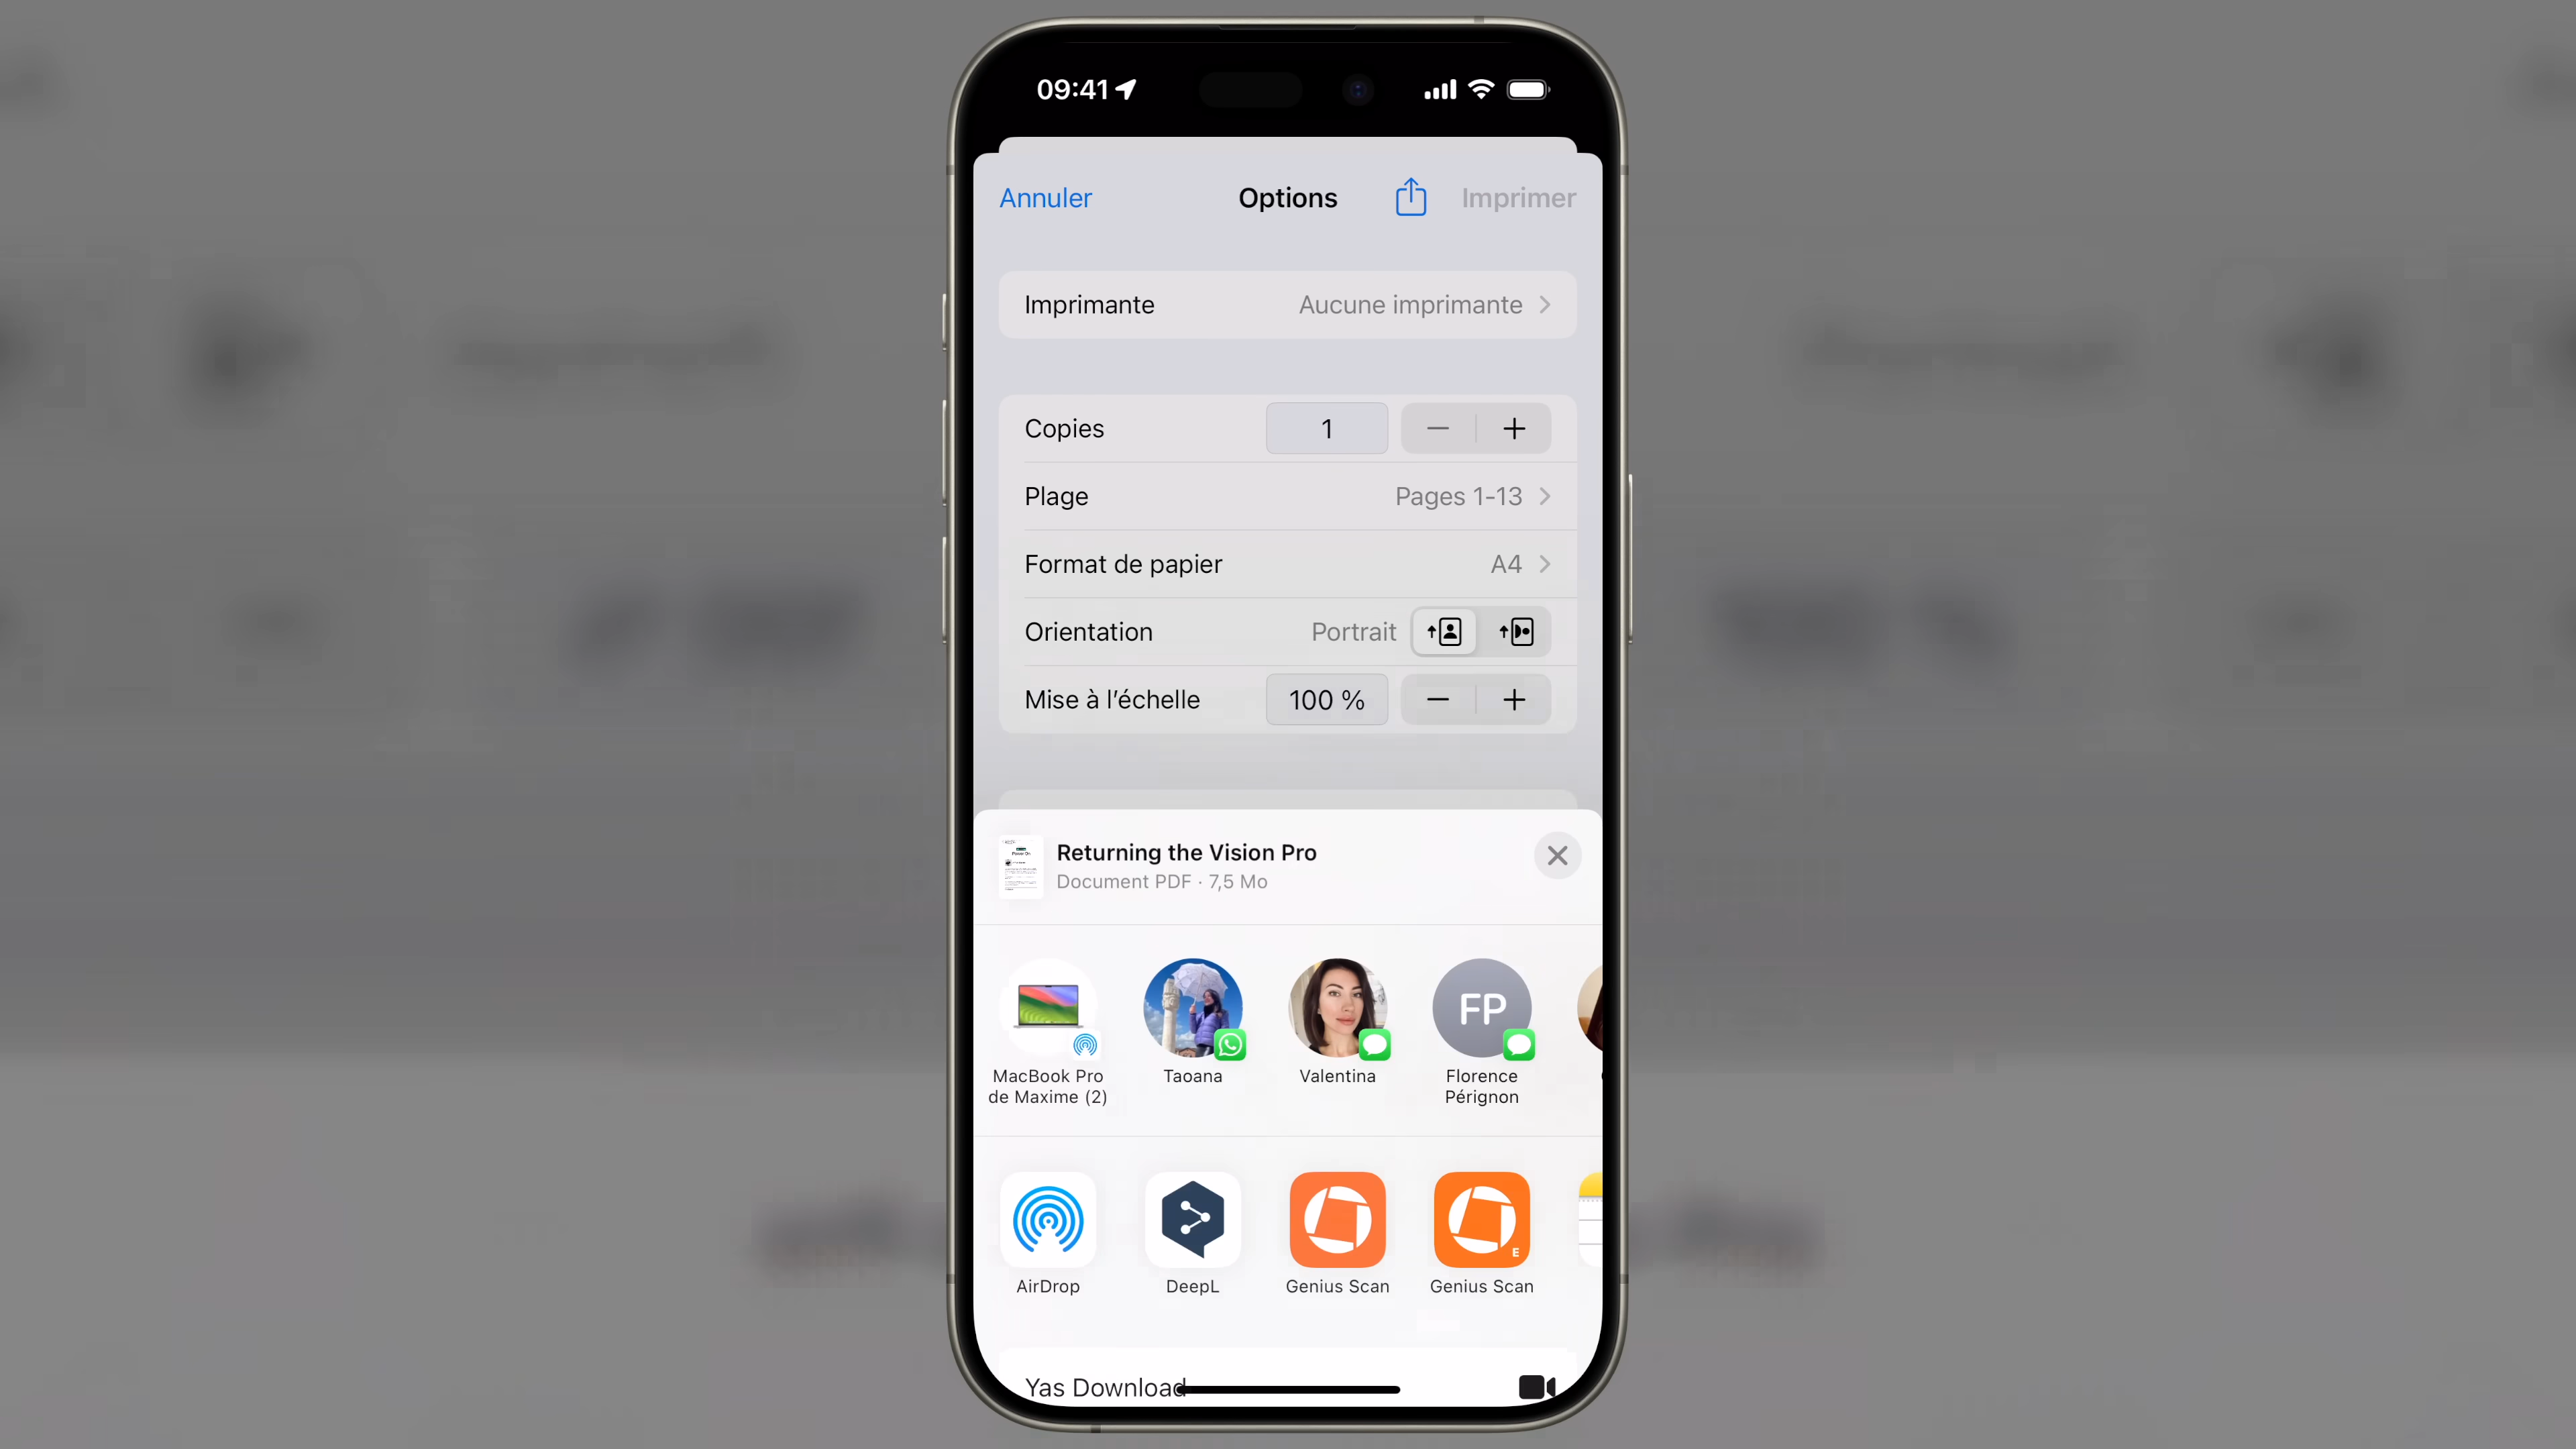 09:41
Annuler Options Imprimer
Imprimante Aucune imprimante
Copies 1
Plage Pages 1-13
Format de papier A4
Orientation Portrait
Mise à l’échelle 100 %
Returning the Vision Pro
Document PDF · 7,5 Mo
FP
MacBook Pro
de Maxime (2)
Taoana
Valentina
Florence
Pérignon
E
AirDrop DeepL Genius Scan Genius Scan
Yas Download